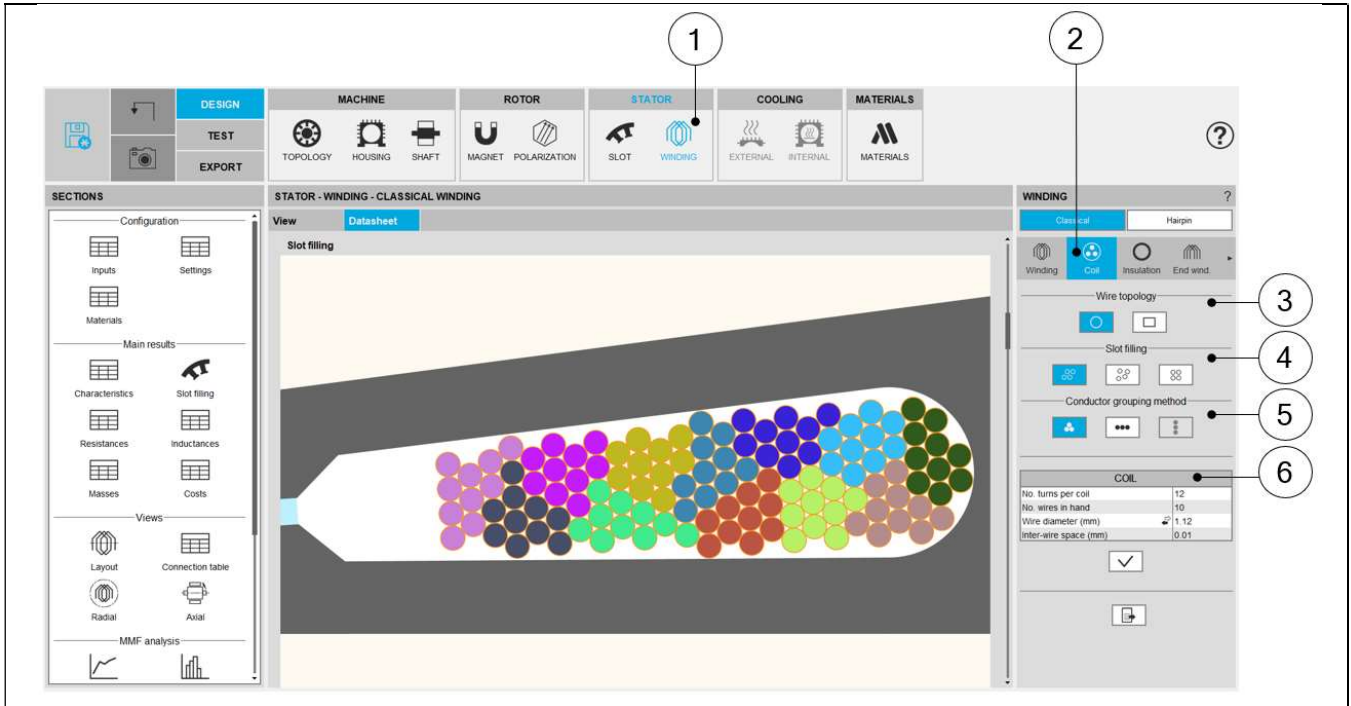 1
2
DESIGN
TEST
EXPORT
MACHINE
TOPOLOGY
HOUSING
SHAFT
ROTOR
MAGNET
POLARIZATION
STATOR
SLOT
WINDING
COOLING
EXTERNAL
INTERNAL
MATERIALS
MATERIALS
?
SECTIONS
Configuration
Inputs
Settings
Materials
Main results
Characteristics
Slot filling
Resistances
Inductances
Masses
Costs
Views
Layout
Connection table
Radial
Axial
MMF analysis
STATOR - WINDING - CLASSICAL WINDING
View
Datasheet
Slot filling
WINDING
?
Classical
Hairpin
Winding
Coil
Insulation
End wind.
Wire topology
3
Slot filling
4
Conductor grouping method
5
COIL
6
No. turns per coil 12
No. wires in hand 10
Wire diameter (mm) 1.12
Inter-wire space (mm) 0.01